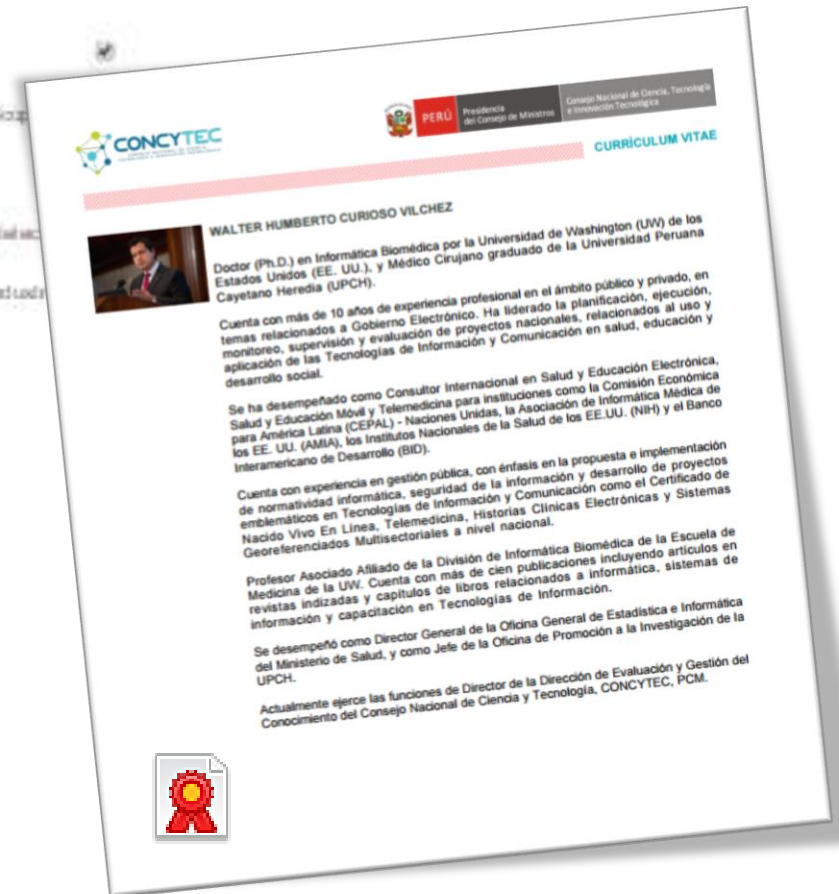 CONCYTEC
PERÚ
Presidencia
del Consejo de Ministros
Consejo Nacional de Ciencia, Tecnología
e Innovación Tecnológica
CURRÍCULUM VITAE
WALTER HUMBERTO CURIOSO VILCHEZ
Doctor (Ph.D.) en Informática Biomédica por la Universidad de Washington (UW) de los
Estados Unidos (EE. UU.), y Médico Cirujano graduado de la Universidad Peruana
Cayetano Heredia (UPCH).
Cuenta con más de 10 años de experiencia profesional en el ámbito público y privado, en
temas relacionados a Gobierno Electrónico. Ha liderado la planificación, ejecución,
monitoreo, supervisión y evaluación de proyectos nacionales, relacionados al uso y
aplicación de las Tecnologías de Información y Comunicación en salud, educación y
desarrollo social.
Se ha desempeñado como Consultor Internacional en Salud y Educación Electrónica,
Salud y Educación Móvil y Telemedicina para instituciones como la Comisión Económica
para América Latina (CEPAL) - Naciones Unidas, la Asociación de Informática Médica de
los EE. UU. (AMIA), los Institutos Nacionales de la Salud de los EE.UU. (NIH) y el Banco
Interamericano de Desarrollo (BID).
Cuenta con experiencia en gestión pública, con énfasis en la propuesta e implementación
de normatividad informática, seguridad de la información y desarrollo de proyectos
emblemáticos en Tecnologías de Información y Comunicación como el Certificado de
Nacido Vivo En Línea, Telemedicina, Historias Clínicas Electrónicas y Sistemas
Georeferenciados Multisectoriales a nivel nacional.
Profesor Asociado Afiliado de la División de Informática Biomédica de la Escuela de
Medicina de la UW. Cuenta con más de cien publicaciones incluyendo artículos en
revistas indizadas y capítulos de libros relacionados a informática, sistemas de
información y capacitación en Tecnologías de Información.
Se desempeñó como Director General de la Oficina General de Estadística e Informática
del Ministerio de Salud, y como Jefe de la Oficina de Promoción a la Investigación de la
UPCH.
Actualmente ejerce las funciones de Director de la Dirección de Evaluación y Gestión del
Conocimiento del Consejo Nacional de Ciencia y Tecnología, CONCYTEC, PCM.